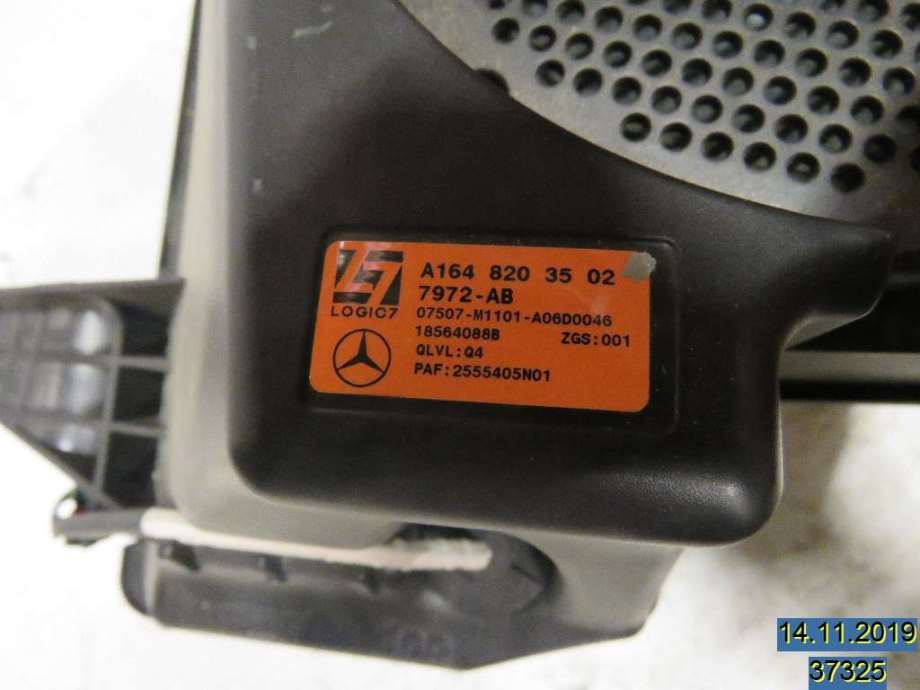 A164 820 35 02
LOGIC7
7972-AB
07507-M1101-A06D0046
18564088B ZGS:001
QLVL:Q4
PAF:2555405N01
14.11.2019
37325